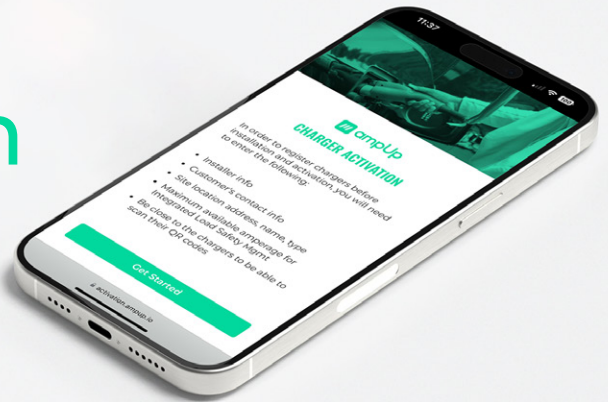 n
11:37
ampUp
CHARGER ACTIVATION
In order to register chargers before
installation and activation, you will need
to enter the following:
• Installer info
• Customer's contact info
• Site location address, name, type
• Maximum available amperage for
Integrated Load Safety Mgmt
• Be close to the chargers to be able to
scan their QR codes
Get Started
activation.ampup.io